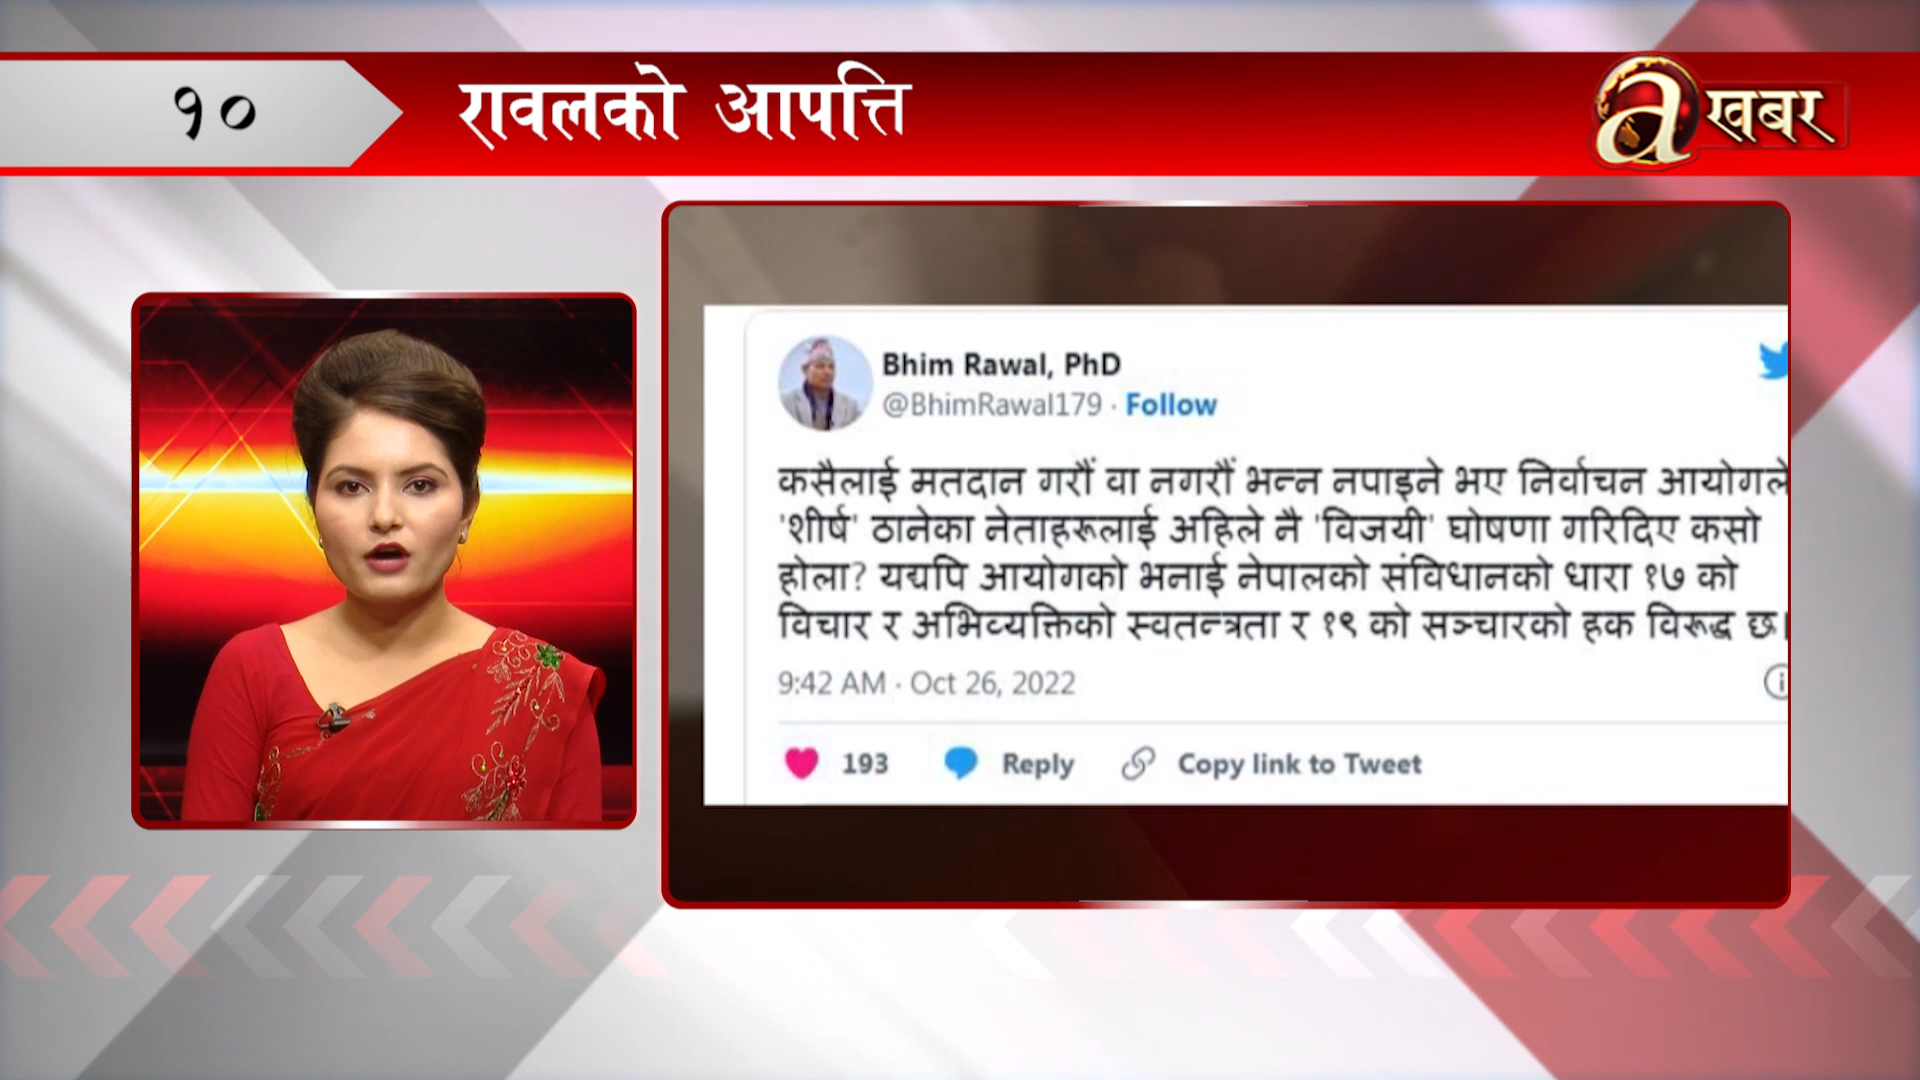 १०
रावलको आपत्ति
a खबर
Bhim Rawal, PhD
@BhimRawal179 · Follow
कसैलाई मतदान गरौं वा नगरौं भन्न नपाइने भए निर्वाचन आयोगले
'शीर्ष' ठानेका नेताहरूलाई अहिले नै 'विजयी' घोषणा गरिदिए कसो
होला? यद्यपि आयोगको भनाई नेपालको संविधानको धारा १७ को
विचार र अभिव्यक्तिको स्वतन्त्रता र १९ को सञ्चारको हक विरूद्ध छ।
9:42 AM · Oct 26, 2022
193 Reply Copy link to Tweet